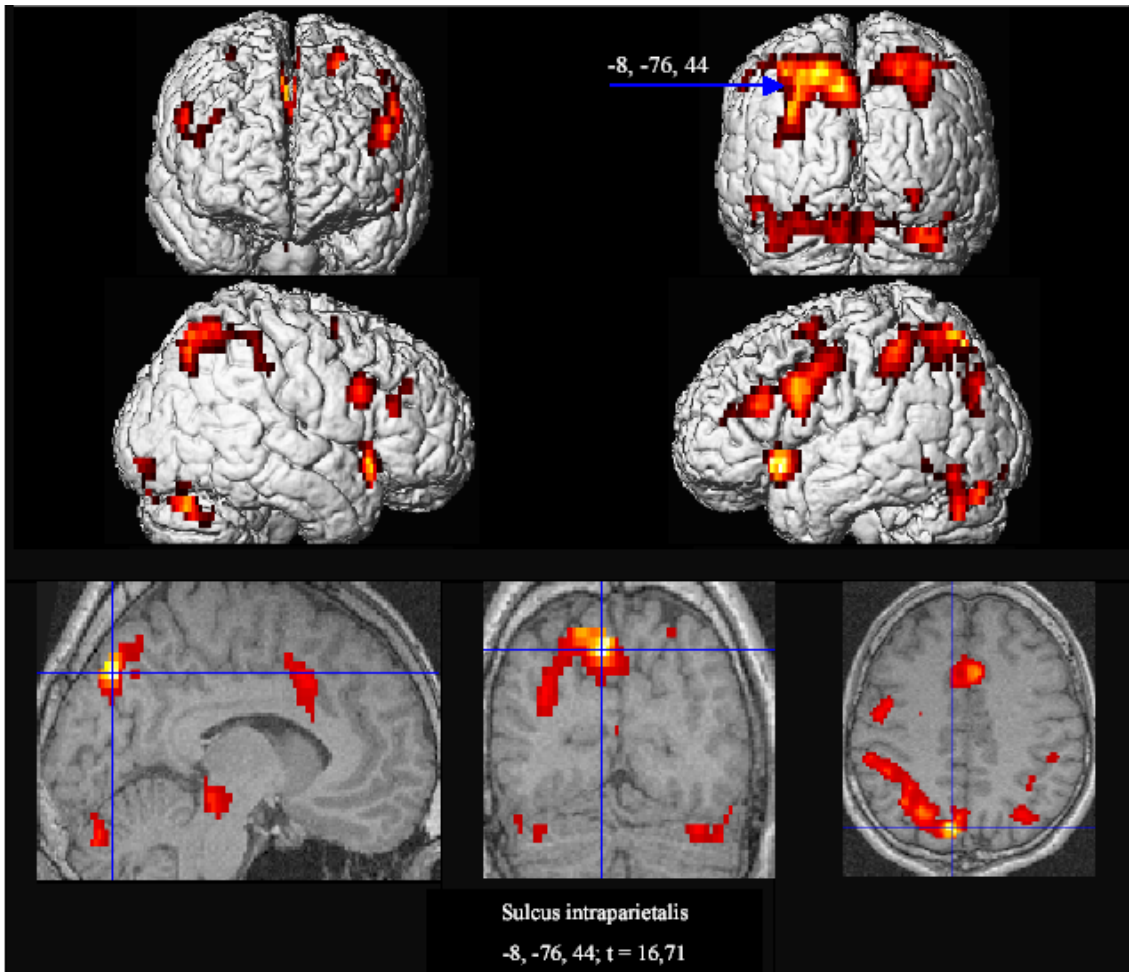 -8, -76, 44
Sulcus intraparietalis
-8, -76, 44; t = 16,71